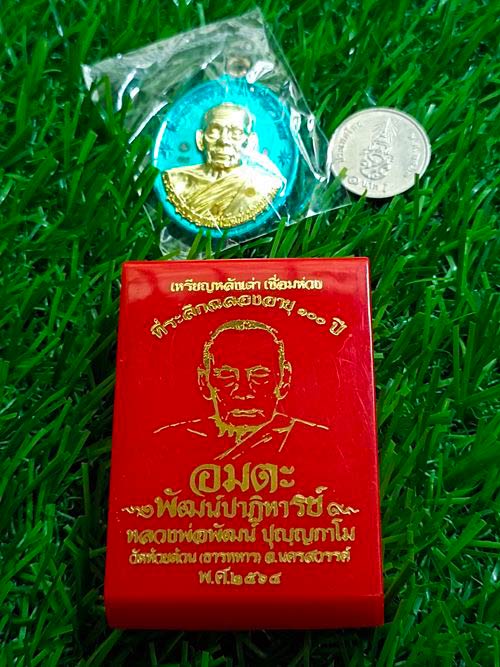 เหรียญหลังเต่า เชื่อมห่วง
ที่ระลึกฉลองอายุ ๑๐๐ ปี
อมตะ
๒ พัฒน์ปาฏิหาริย์ ๙
หลวงพ่อพัฒน์ ปุญฺญกาโม
วัดห้วยด้วน (ธารทหาร) จ.นครสวรรค์
พ.ศ.๒๕๖๔